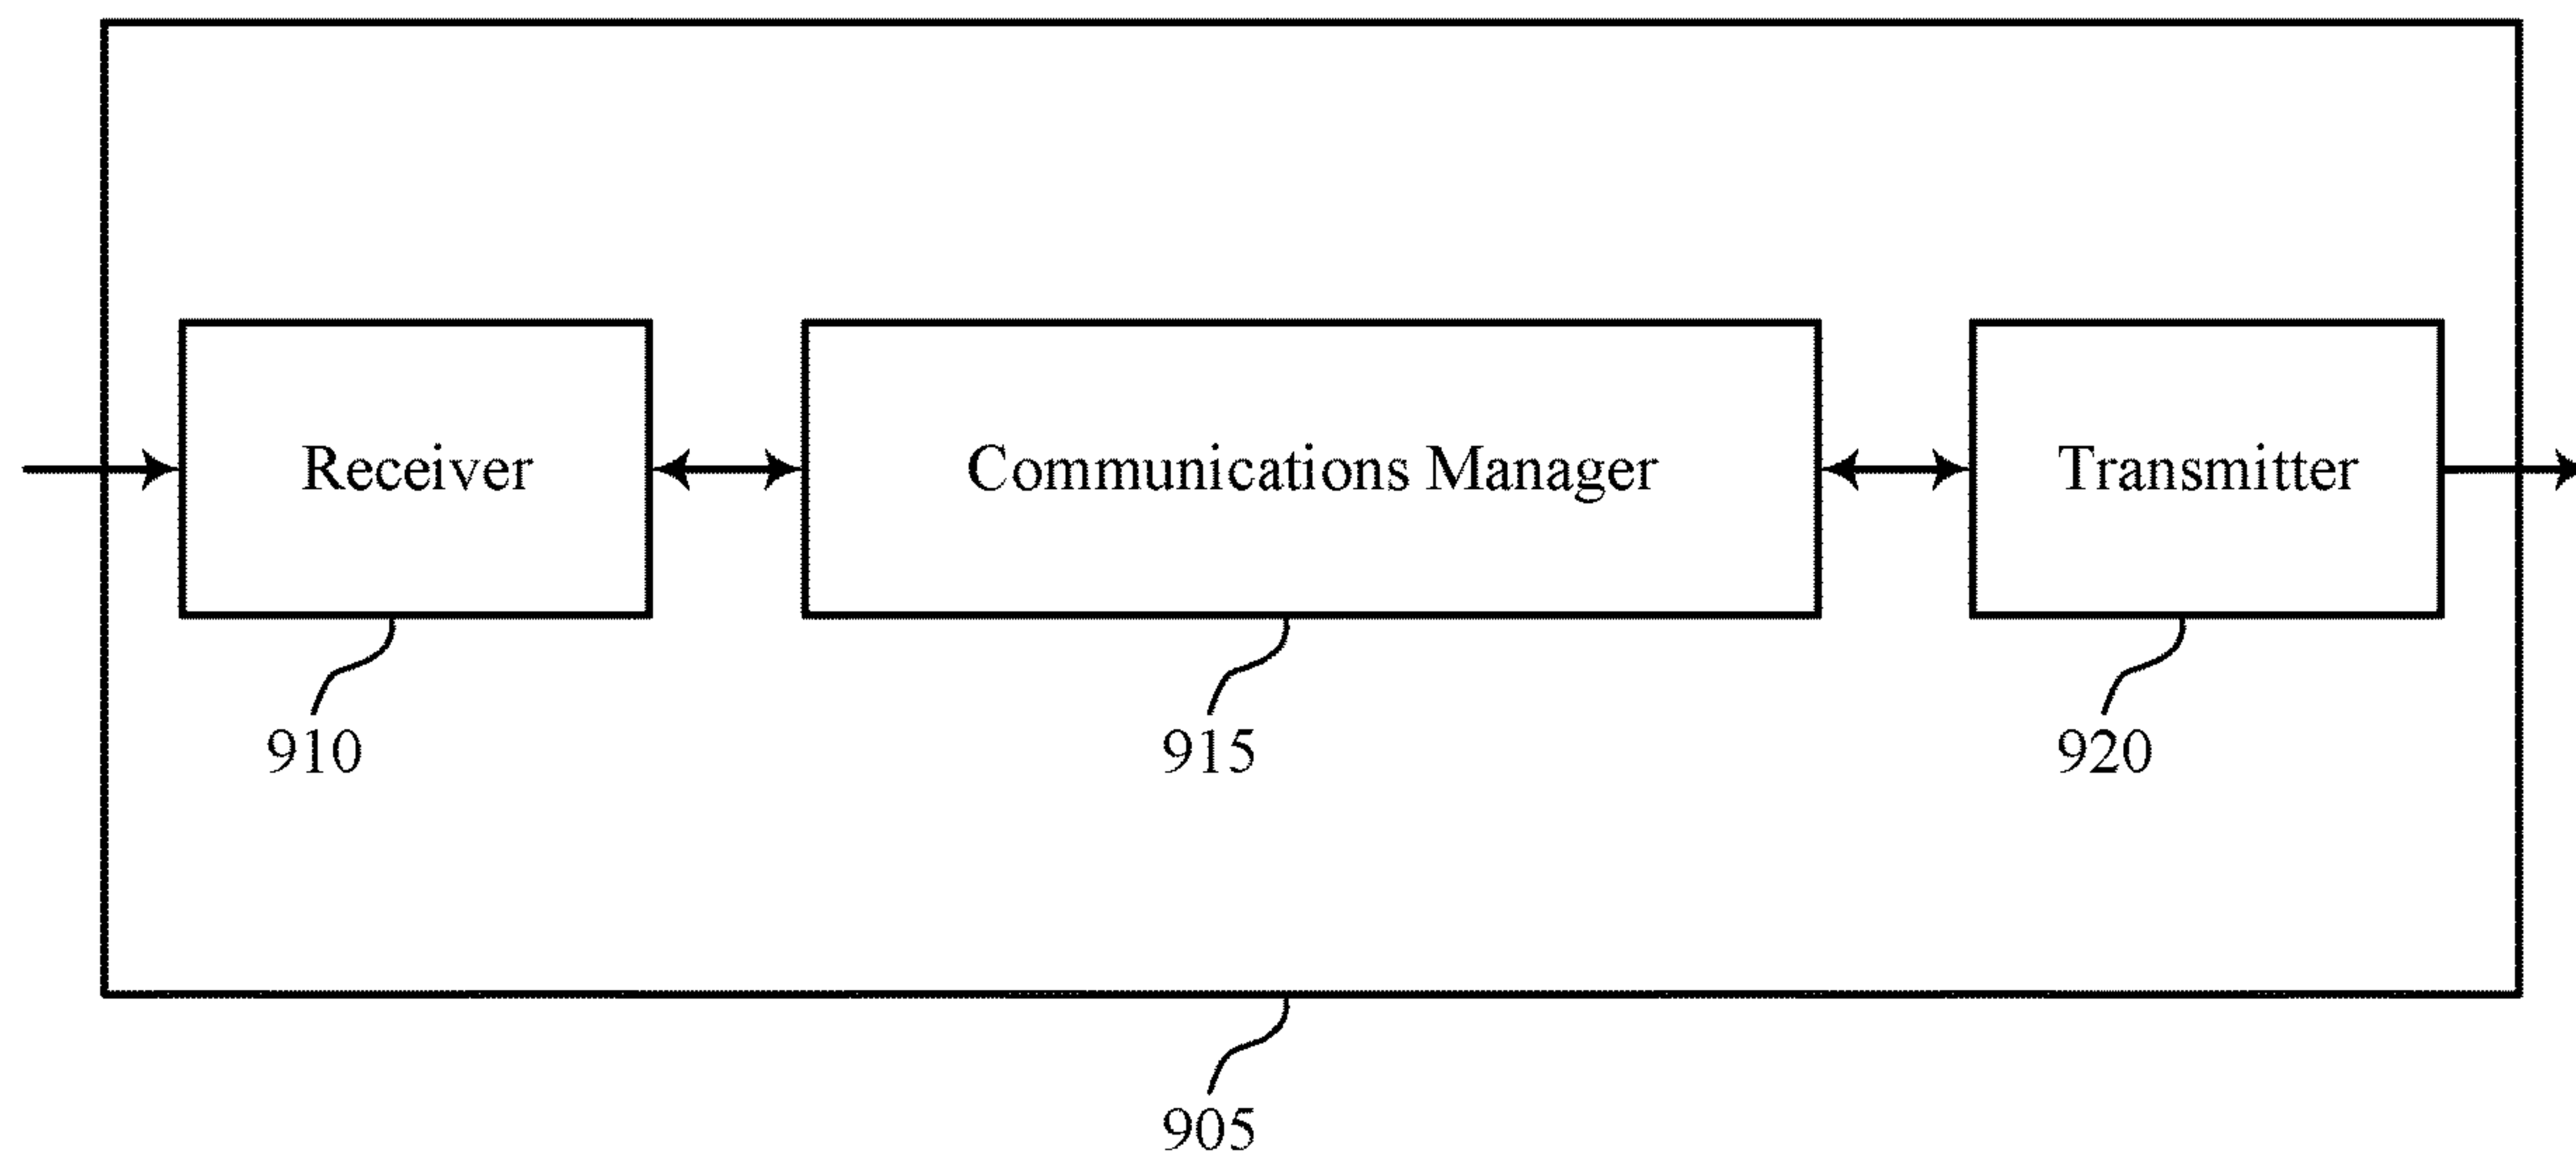 Receiver
Communications Manager
Transmitter
910
915
920
905